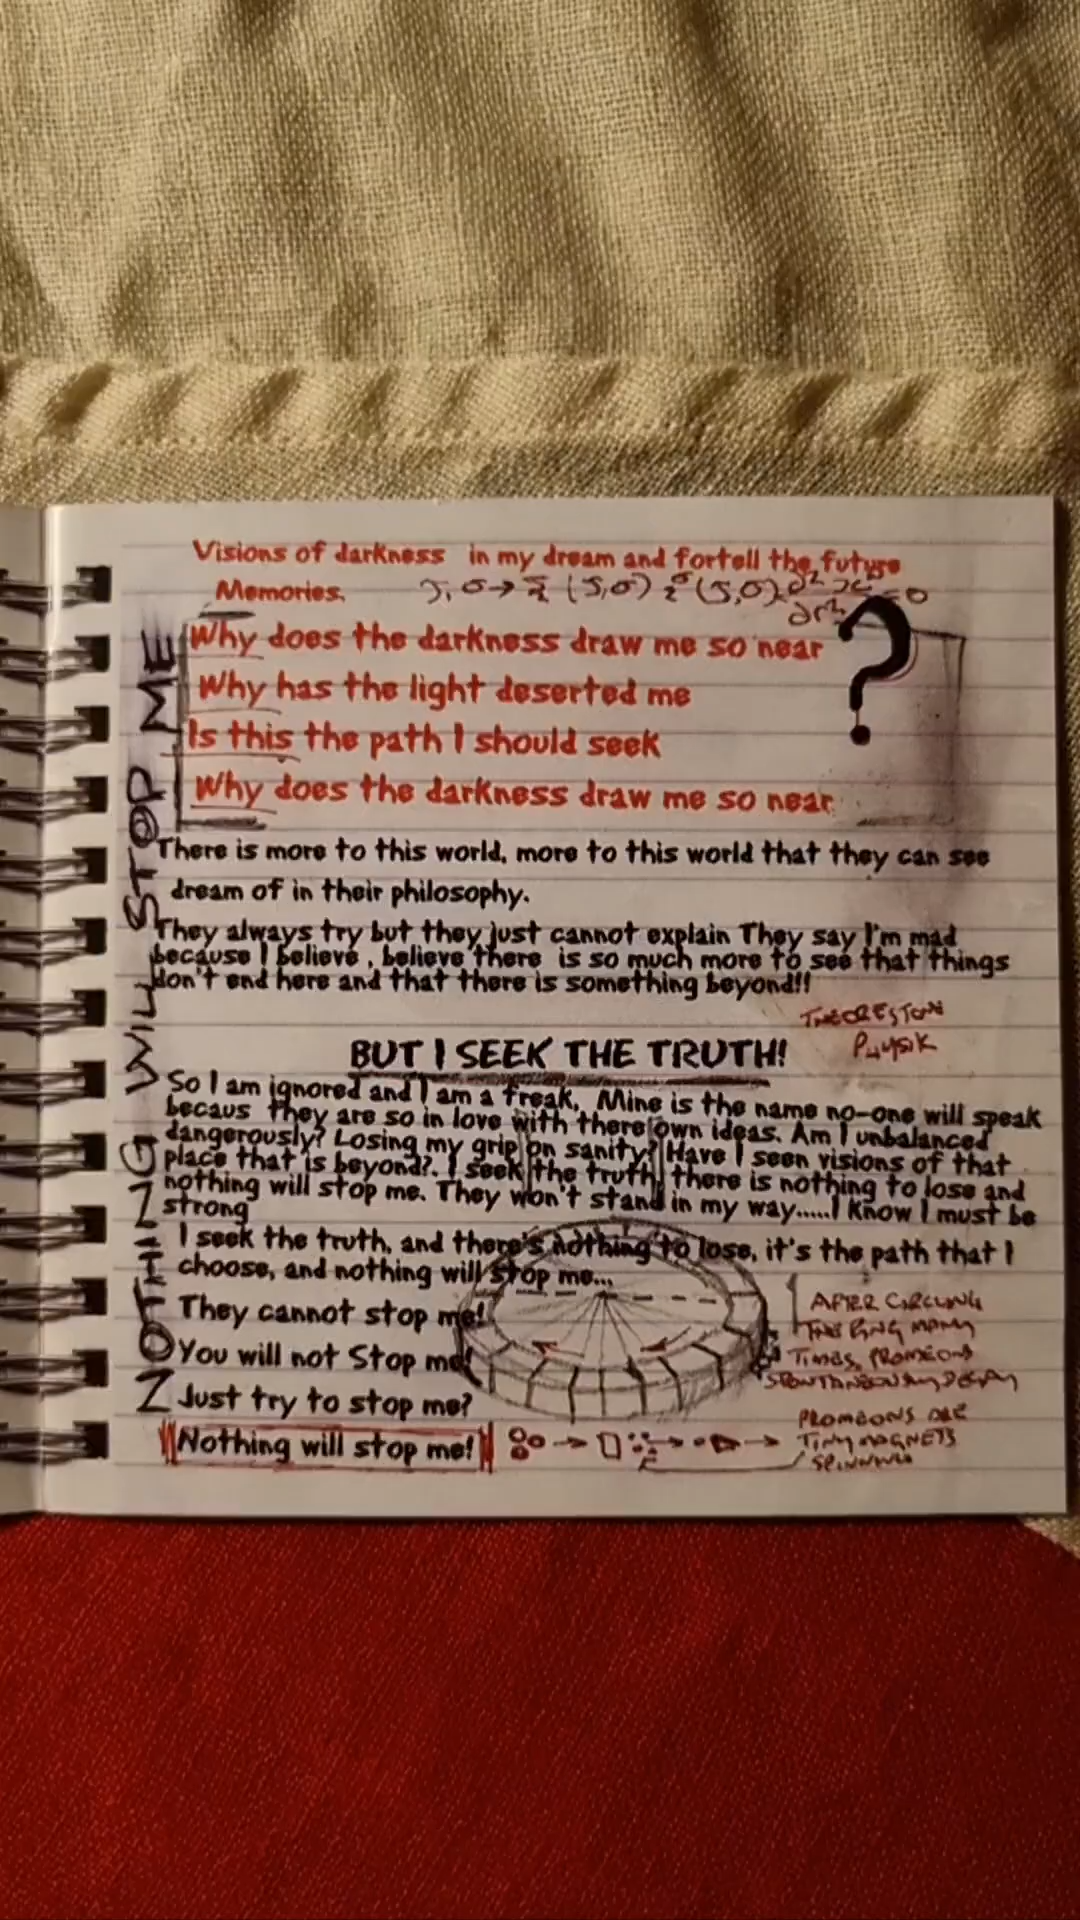 Visions of darkness in my dream and fortell the future
Memories.
Why does the darkness draw me so near
Why has the light deserted me
Is this the path I should seek
Why does the darkness draw me so near
?
There is more to this world, more to this world that they can see
dream of in their philosophy.
They always try but they just cannot explain They say I'm mad
because I believe , believe there is so much more to see that things
don't end here and that there is something beyond!!
PHYSIK
BUT I SEEK THE TRUTH!
So I am ignored and I am a freak, Mine is the name no-one will speak
becaus they are so in love with there own ideas. Am I unbalanced
dangerously? Losing my grip on sanity? Have I seen visions of that
place that is beyond?. I seek the truth, there is nothing to lose and
nothing will stop me. They won't stand in my way.....I know I must be
strong
I seek the truth, and there's nothing to lose, it's the path that I
choose, and nothing will stop me...
They cannot stop me!
You will not Stop me!
Just try to stop me?
Nothing will stop me!
NOTHING WILL STOP ME
AFTER CIRCLING
THE RING MANY
TIMES,
TINY MAGNETS
SPINNING